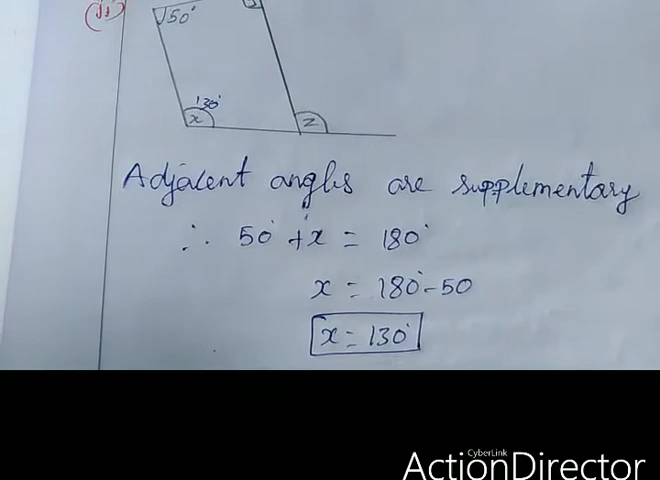 (ii)
50°
130°
x
z
Adjacent angles are supplementary
∴ 50° + x = 180°
x = 180° - 50
x = 130°
CyberLink
ActionDirector